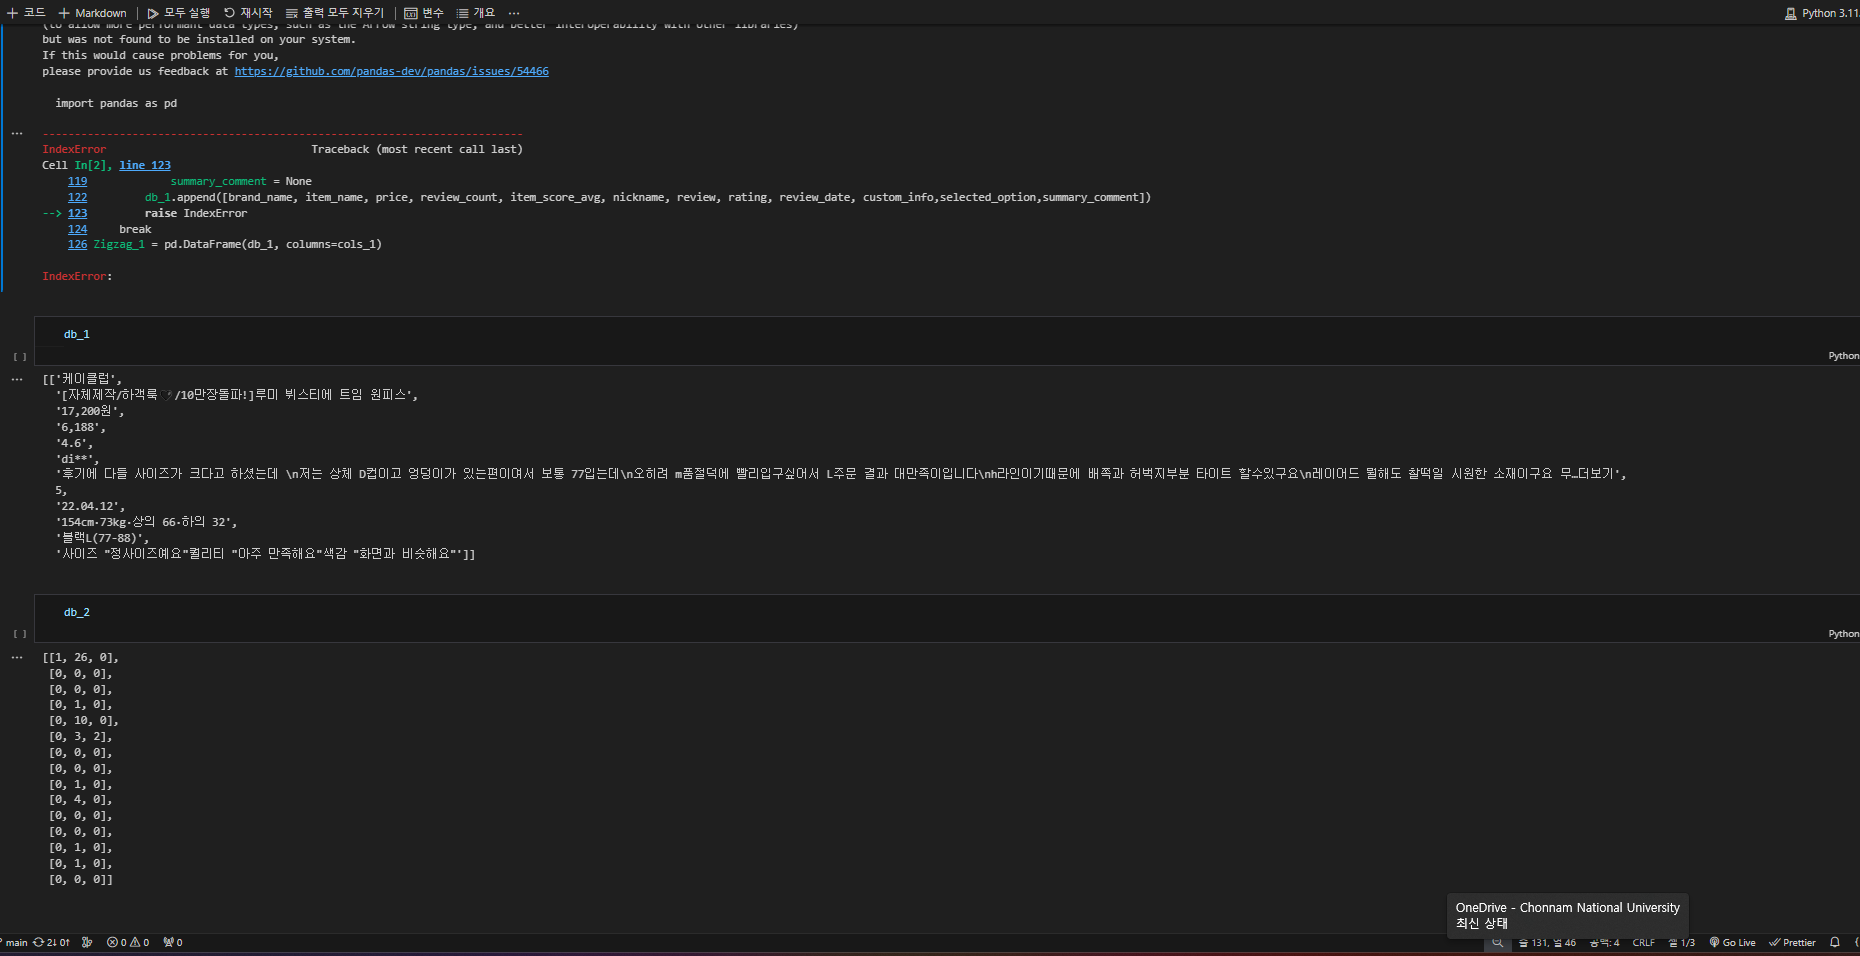 코드 Markdown 모두 실행 재시작 출력 모두 지우기 변수 개요 ... Python 3.11
(to allow more performant data types, such as the Arrow string type, and better interoperability with other libraries)
but was not found to be installed on your system.
If this would cause problems for you,
please provide us feedback at https://github.com/pandas-dev/pandas/issues/54466
import pandas as pd
---------------------------------------------------------------------------
IndexError Traceback (most recent call last)
Cell In[2], line 123
119 summary_comment = None
122 db_1.append([brand_name, item_name, price, review_count, item_score_avg, nickname, review, rating, review_date, custom_info,selected_option,summary_comment])
--> 123 raise IndexError
124 break
126 Zigzag_1 = pd.DataFrame(db_1, columns=cols_1)
IndexError:
db_1
[ ] Python
[['케이클럽',
'[자체제작/하객룩🖤/10만장돌파!]루미 뷔스티에 트임 원피스',
'17,200원',
'6,188',
'4.6',
'di**',
'후기에 다들 사이즈가 크다고 하셨는데 \n저는 상체 D컵이고 엉덩이가 있는편이여서 보통 77입는데\n오히려 m품절덕에 빨리입구싶어서 L주문 결과 대만족이입니다\nh라인이기때문에 배쪽과 허벅지부분 타이트 할수있구요\n레이어드 뭘해도 찰떡일 시원한 소재이구요 무…더보기',
5,
'22.04.12',
'154cm·73kg·상의 66·하의 32',
'블랙L(77-88)',
'사이즈 "정사이즈예요"퀄리티 "아주 만족해요"색감 "화면과 비슷해요"']]
db_2
[ ] Python
[[1, 26, 0],
[0, 0, 0],
[0, 0, 0],
[0, 1, 0],
[0, 10, 0],
[0, 3, 2],
[0, 0, 0],
[0, 0, 0],
[0, 1, 0],
[0, 4, 0],
[0, 0, 0],
[0, 0, 0],
[0, 1, 0],
[0, 1, 0],
[0, 0, 0]]
OneDrive - Chonnam National University
최신 상태
main 2↓ 0↑ 0 0 0 줄 131, 열 46 공백: 4 CRLF 셀 1/3 Go Live Prettier